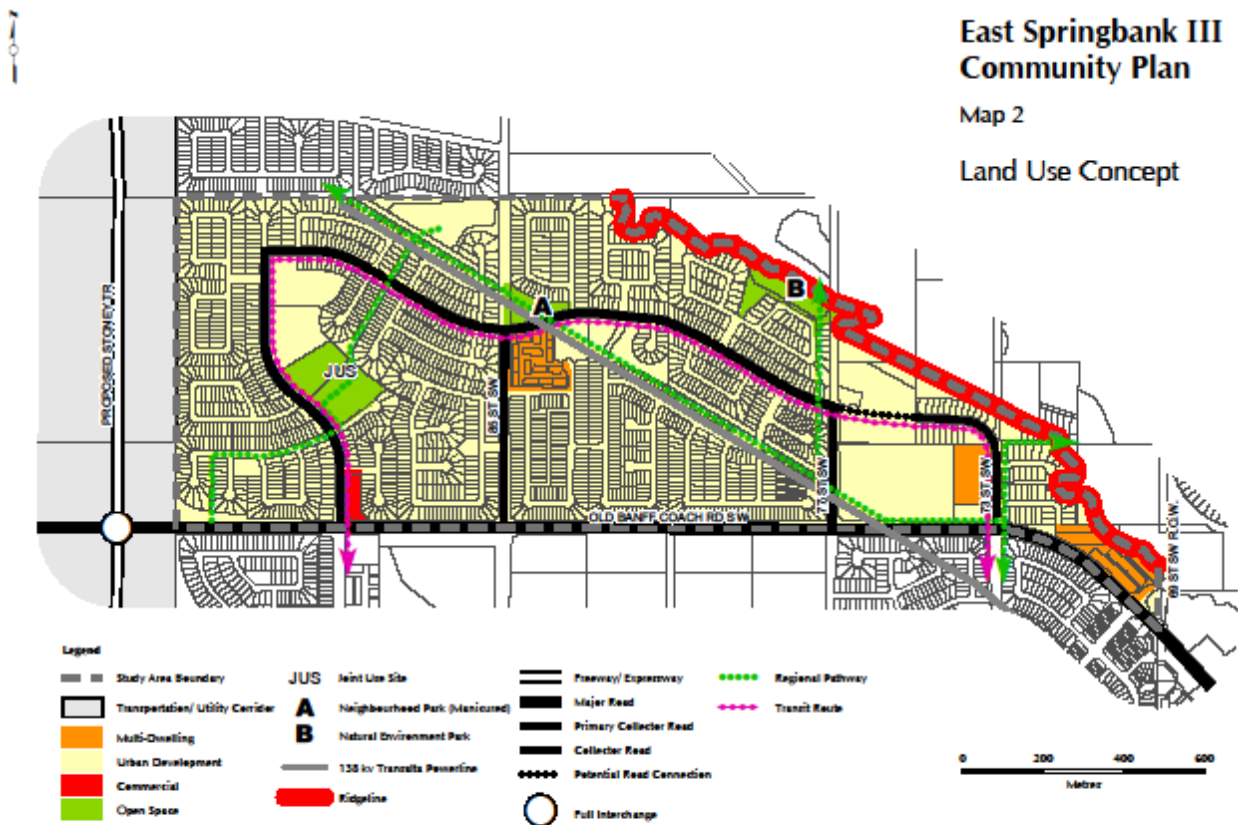 East Springbank III
Community Plan
Map 2
Land Use Concept
PROPOSED STONEY TR.
A
B
JUS
85 ST SW
77 ST SW
73 ST SW
OLD BANFF COACH RD SW
69 ST SW R.O.W.
Legend
Study Area Boundary
Transportation/ Utility Corridor
Multi-Dwelling
Urban Development
Commercial
Open Space
JUS Joint Use Site
A Neighbourhood Park (Manicured)
B Natural Environment Park
138 kv Transalta Powerline
Ridgeline
Freeway/ Expressway
Major Road
Primary Collector Road
Collector Road
Potential Road Connection
Full Interchange
Regional Pathway
Transit Route
0 200 400 600
Metres